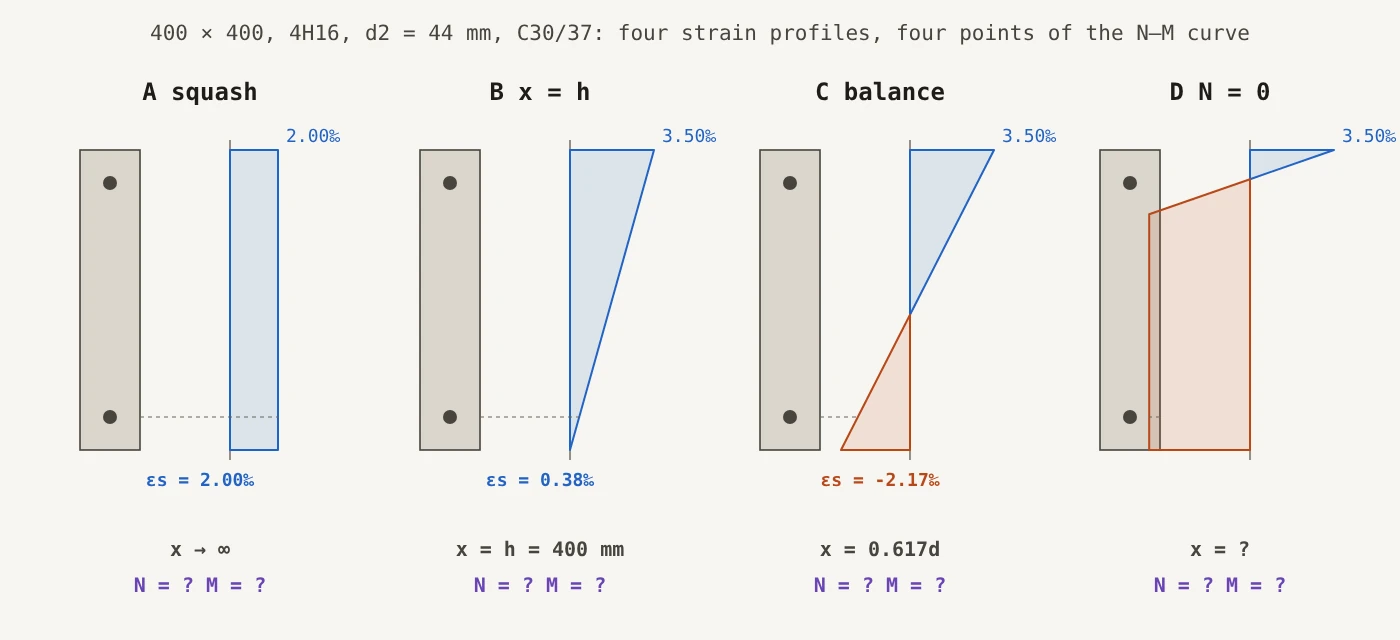 400 × 400, 4H16, d2 = 44 mm, C30/37: four strain profiles, four points of the N–M curve
A squash
B x = h
C balance
D N = 0
2.00‰
3.50‰
3.50‰
3.50‰
εs = 2.00‰
εs = 0.38‰
εs = -2.17‰
x → ∞
x = h = 400 mm
x = 0.617d
x = ?
N = ? M = ?
N = ? M = ?
N = ? M = ?
N = ? M = ?